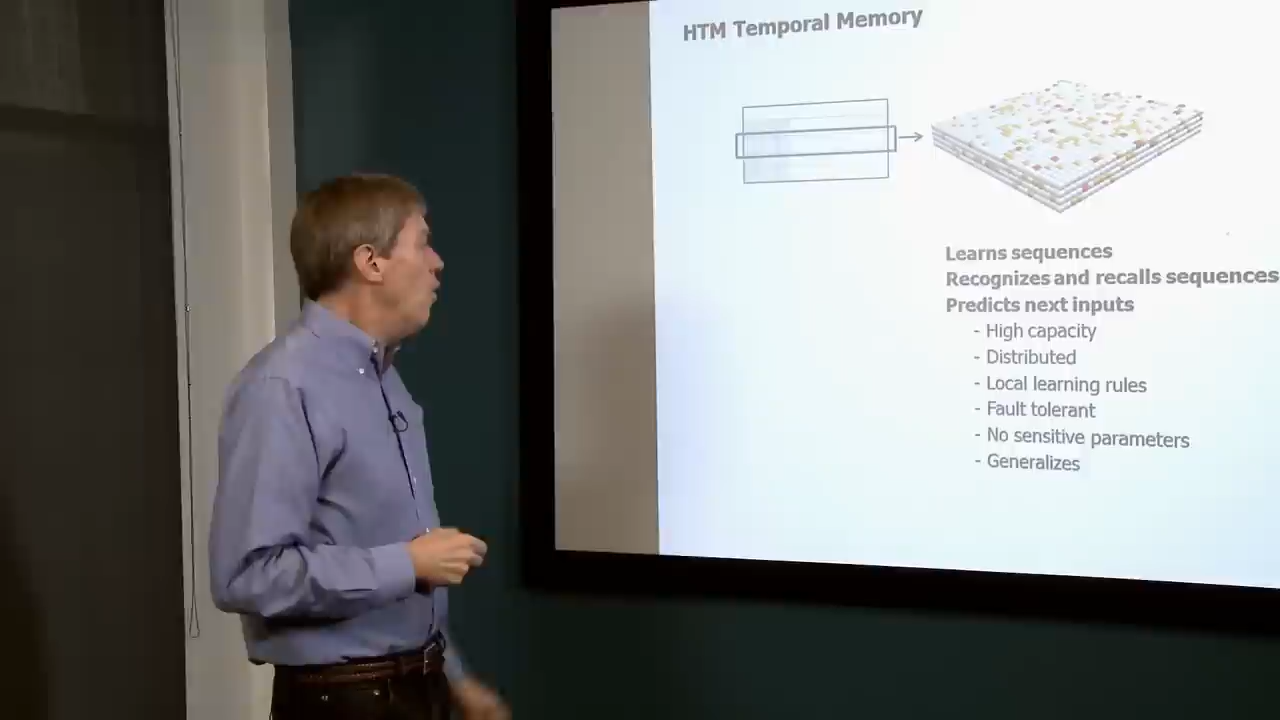 HTM Temporal Memory
Learns sequences
Recognizes and recalls sequences
Predicts next inputs
- High capacity
- Distributed
- Local learning rules
- Fault tolerant
- No sensitive parameters
- Generalizes